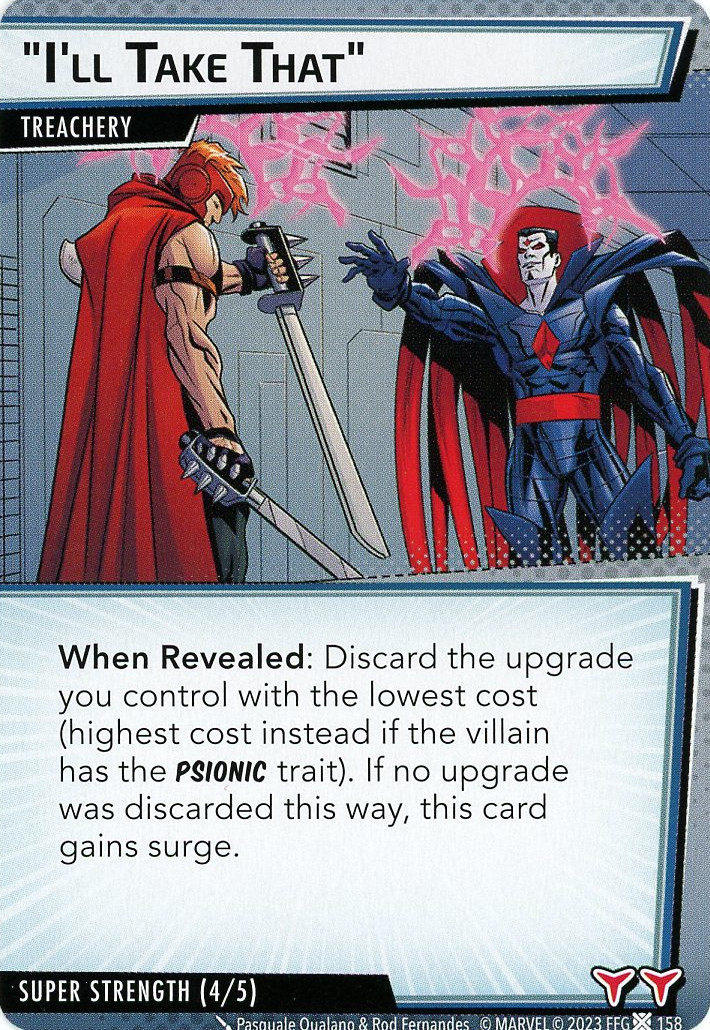 "I'll Take That"
TREACHERY
When Revealed: Discard the upgrade
you control with the lowest cost
(highest cost instead if the villain
has the PSIONIC trait). If no upgrade
was discarded this way, this card
gains surge.
SUPER STRENGTH (4/5)
Pasquale Qualano & Rod Fernandes © MARVEL © 2023 FFG 158